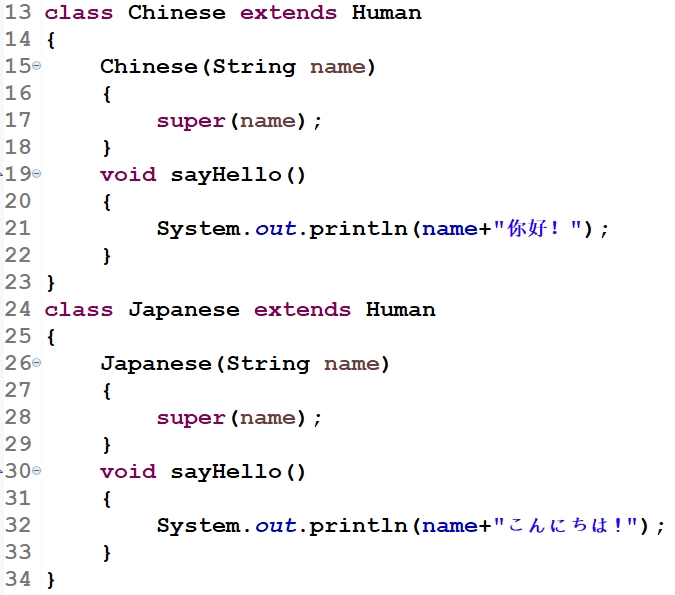 13 class Chinese extends Human
14 {
15     Chinese(String name)
16     {
17         super(name);
18     }
19     void sayHello()
20     {
21         System.out.println(name+"你好！");
22     }
23 }
24 class Japanese extends Human
25 {
26     Japanese(String name)
27     {
28         super(name);
29     }
30     void sayHello()
31     {
32         System.out.println(name+"こんにちは！");
33     }
34 }